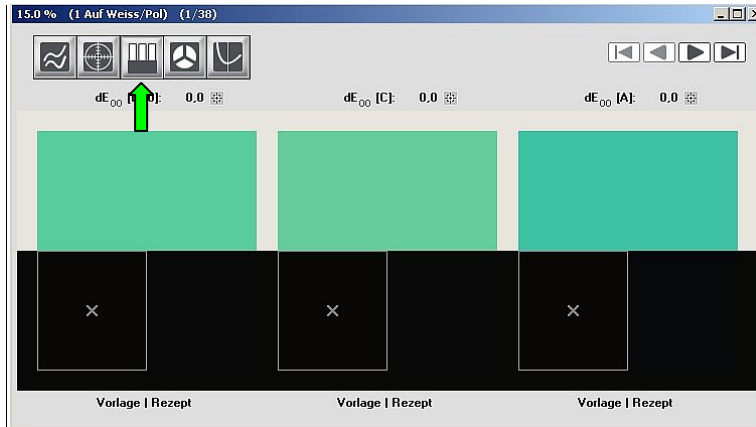 15.0 % (1 Auf Weiss/Pol) (1/38)
dE00 0,0 dE00 [C]: 0,0 dE00 [A]: 0,0
Vorlage | Rezept Vorlage | Rezept Vorlage | Rezept